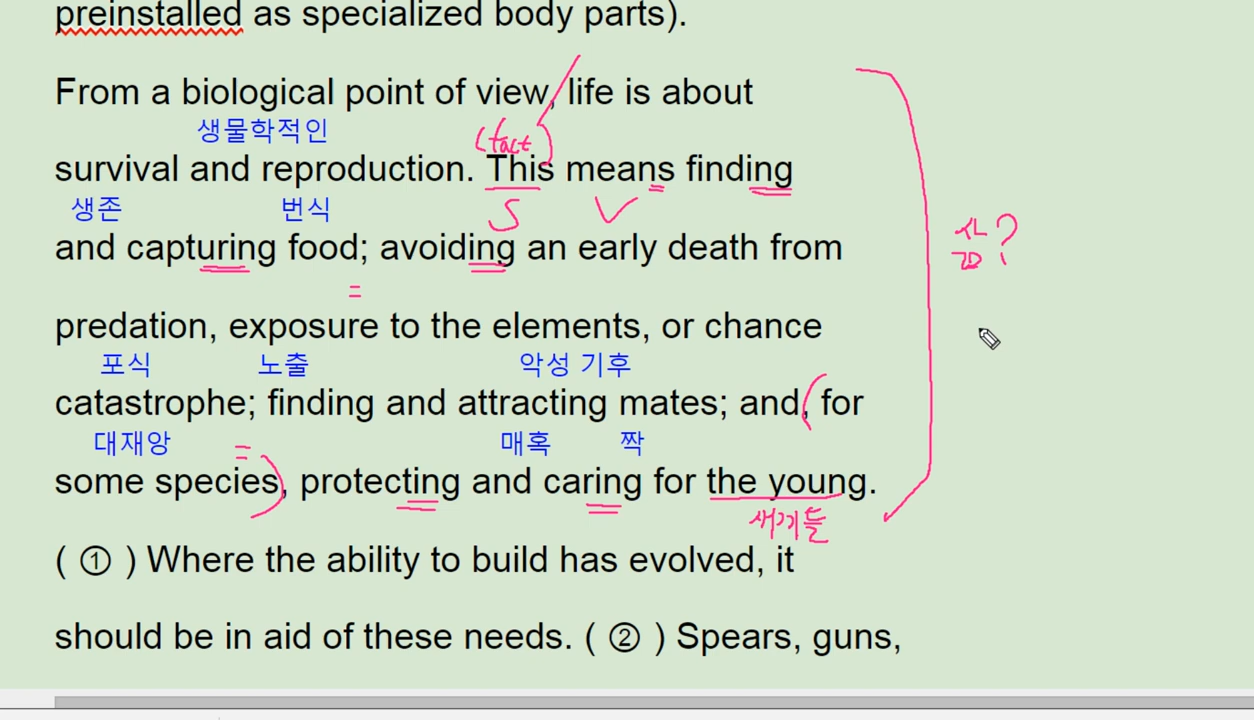 preinstalled as specialized body parts).
From a biological point of view, life is about
생물학적인
(fact)
survival and reproduction. This means finding
생존 번식
S V
and capturing food; avoiding an early death from
predation, exposure to the elements, or chance
포식 노출 악성 기후
catastrophe; finding and attracting mates; and, for
대재앙 매혹 짝
some species, protecting and caring for the young.
새끼들
( ① ) Where the ability to build has evolved, it
should be in aid of these needs. ( ② ) Spears, guns,